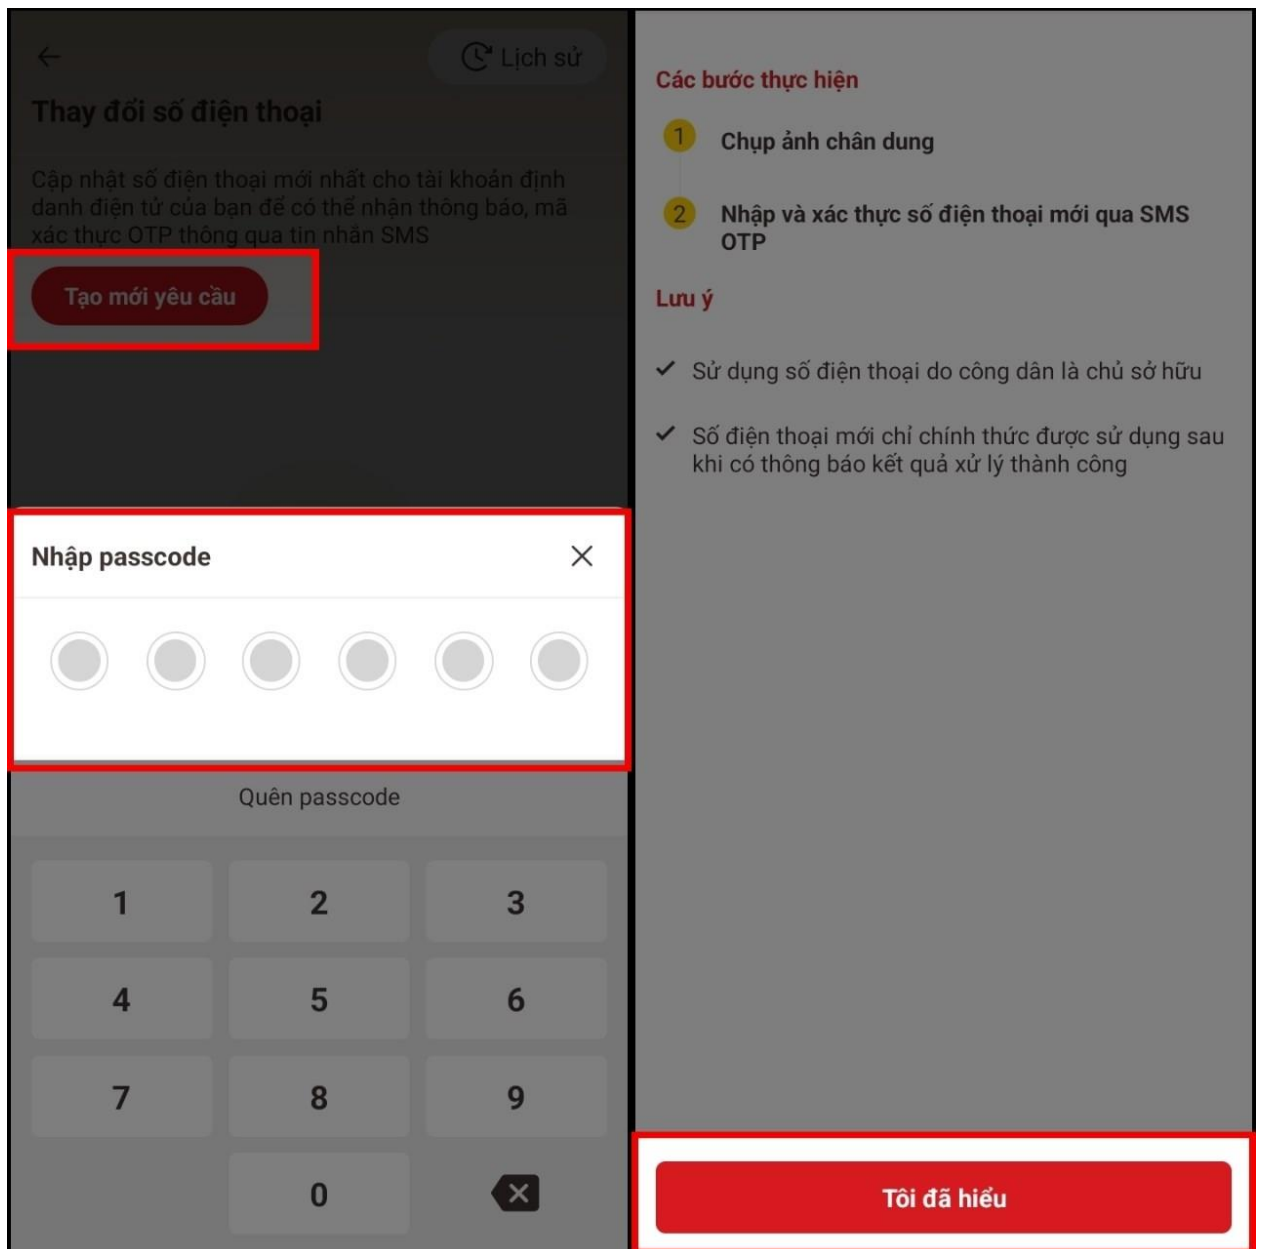 Lịch sử
Thay đổi số điện thoại
Cập nhật số điện thoại mới nhất cho tài khoản định
danh điện tử của bạn để có thể nhận thông báo, mã
xác thực OTP thông qua tin nhắn SMS
Tạo mới yêu cầu
Nhập passcode
Quên passcode
1 2 3
4 5 6
7 8 9
0
Các bước thực hiện
1 Chụp ảnh chân dung
2 Nhập và xác thực số điện thoại mới qua SMS
OTP
Lưu ý
Sử dụng số điện thoại do công dân là chủ sở hữu
Số điện thoại mới chỉ chính thức được sử dụng sau
khi có thông báo kết quả xử lý thành công
Tôi đã hiểu